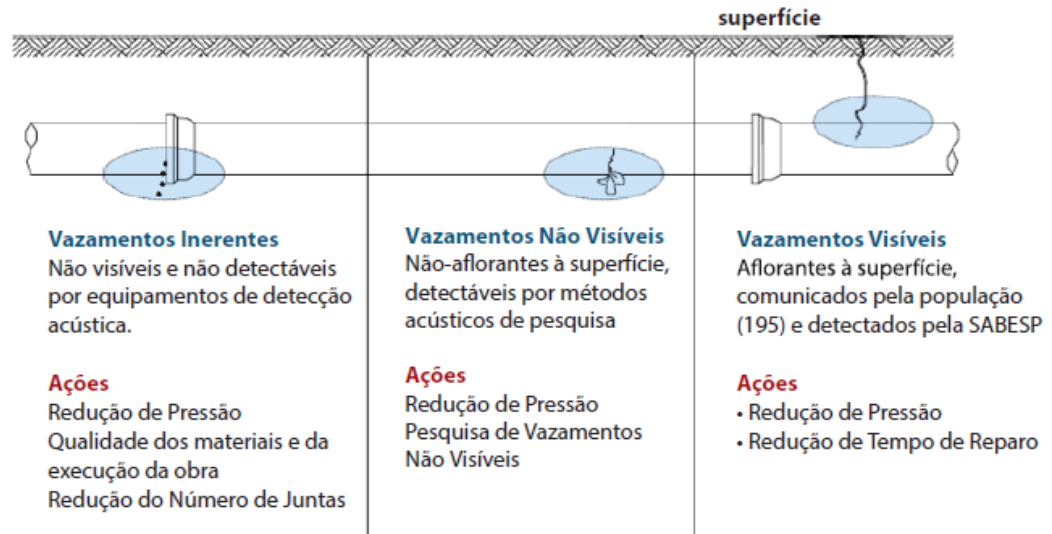 superfície
Vazamentos Inerentes
Não visíveis e não detectáveis
por equipamentos de detecção
acústica.
Ações
Redução de Pressão
Qualidade dos materiais e da
execução da obra
Redução do Número de Juntas
Vazamentos Não Visíveis
Não-aflorantes à superfície,
detectáveis por métodos
acústicos de pesquisa
Ações
Redução de Pressão
Pesquisa de Vazamentos
Não Visíveis
Vazamentos Visíveis
Aflorantes à superfície,
comunicados pela população
(195) e detectados pela SABESP
Ações
• Redução de Pressão
• Redução de Tempo de Reparo